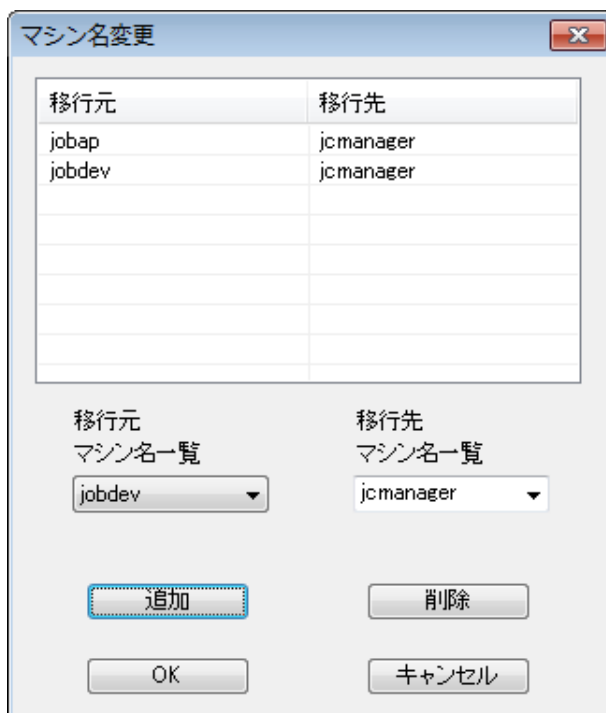 マシン名変更
移行元 移行先
jobap jcmanager
jobdev jcmanager
移行元 移行先
マシン名一覧 マシン名一覧
jobdev jcmanager
追加 削除
OK キャンセル